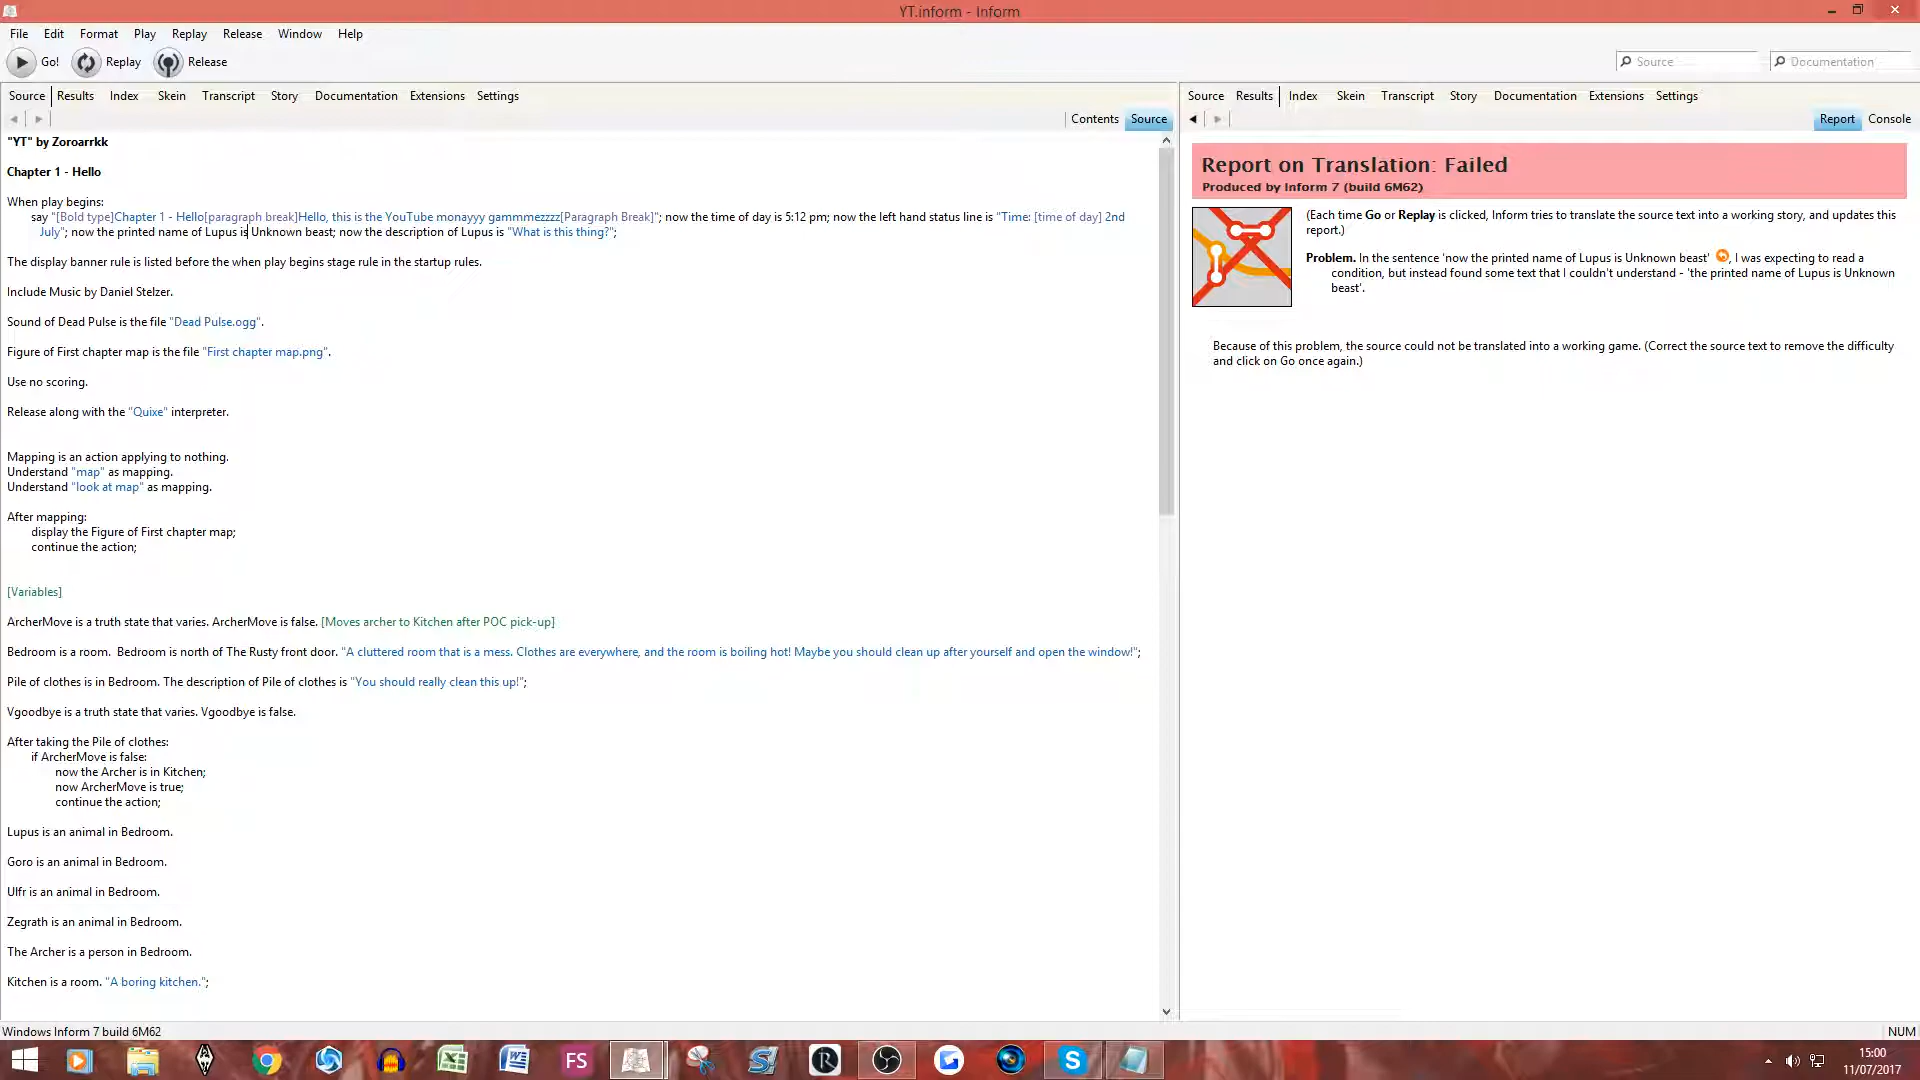 YT.inform - Inform
File Edit Format Play Replay Release Window Help
Go! Replay Release
Source Documentation
Source Results Index Skein Transcript Story Documentation Extensions Settings
Contents Source
"YT" by Zoroarrkk
Chapter 1 - Hello
When play begins:
say "[Bold type]Chapter 1 - Hello[paragraph break]Hello, this is the YouTube monayyy gammmezzzz[Paragraph Break]"; now the time of day is 5:12 pm; now the left hand status line is "Time: [time of day] 2nd
July"; now the printed name of Lupus is Unknown beast; now the description of Lupus is "What is this thing?";
The display banner rule is listed before the when play begins stage rule in the startup rules.
Include Music by Daniel Stelzer.
Sound of Dead Pulse is the file "Dead Pulse.ogg".
Figure of First chapter map is the file "First chapter map.png".
Use no scoring.
Release along with the "Quixe" interpreter.
Mapping is an action applying to nothing.
Understand "map" as mapping.
Understand "look at map" as mapping.
After mapping:
display the Figure of First chapter map;
continue the action;
[Variables]
ArcherMove is a truth state that varies. ArcherMove is false. [Moves archer to Kitchen after POC pick-up]
Bedroom is a room. Bedroom is north of The Rusty front door. "A cluttered room that is a mess. Clothes are everywhere, and the room is boiling hot! Maybe you should clean up after yourself and open the window!";
Pile of clothes is in Bedroom. The description of Pile of clothes is "You should really clean this up!";
Vgoodbye is a truth state that varies. Vgoodbye is false.
After taking the Pile of clothes:
if ArcherMove is false:
now the Archer is in Kitchen;
now ArcherMove is true;
continue the action;
Lupus is an animal in Bedroom.
Goro is an animal in Bedroom.
Ulfr is an animal in Bedroom.
Zegrath is an animal in Bedroom.
The Archer is a person in Bedroom.
Kitchen is a room. "A boring kitchen.";
Source Results Index Skein Transcript Story Documentation Extensions Settings
Report Console
Report on Translation: Failed
Produced by Inform 7 (build 6M62)
(Each time Go or Replay is clicked, Inform tries to translate the source text into a working story, and updates this
report.)
Problem. In the sentence 'now the printed name of Lupus is Unknown beast' , I was expecting to read a
condition, but instead found some text that I couldn't understand - 'the printed name of Lupus is Unknown
beast'.
Because of this problem, the source could not be translated into a working game. (Correct the source text to remove the difficulty
and click on Go once again.)
Windows Inform 7 build 6M62
NUM
FS
15:00
11/07/2017